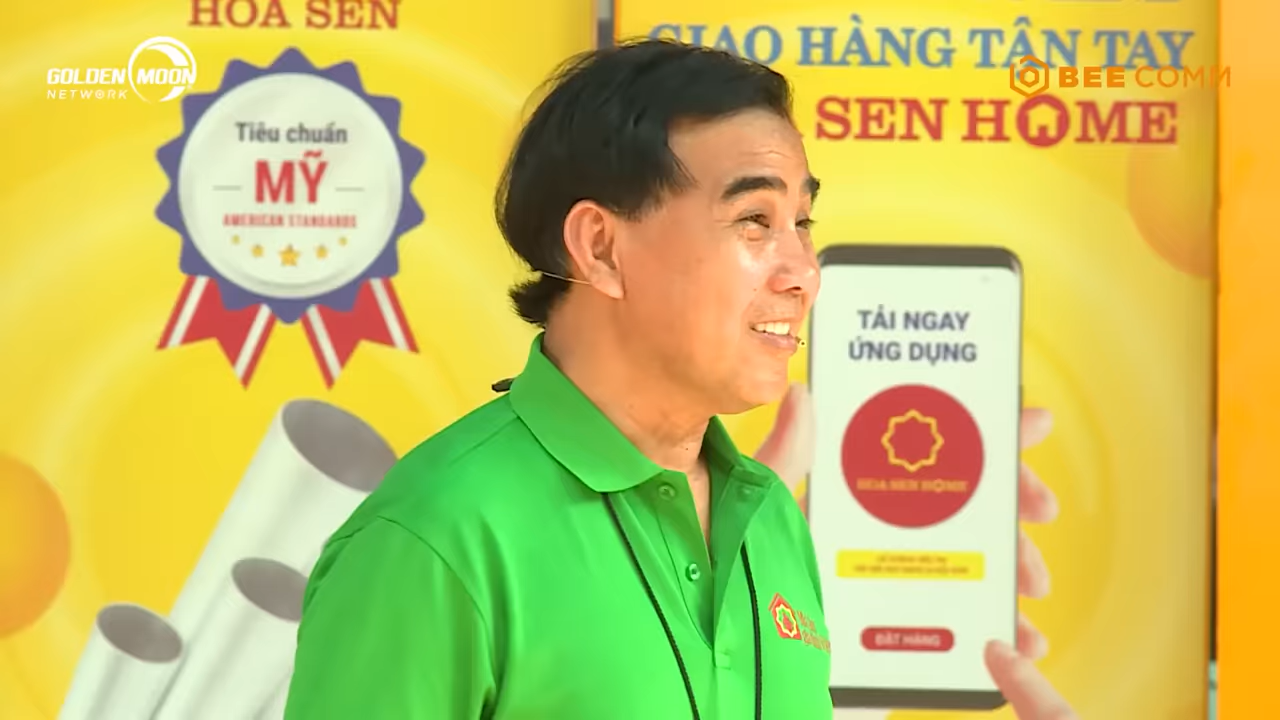 HOA SEN
GOLDEN MOON
NETWORK
Tiêu chuẩn
MỸ
AMERICAN STANDARDS
GIAO HÀNG TẬN TAY
BEE COMM
SEN HOME
TẢI NGAY
ỨNG DỤNG
HOA SEN HOME
ĐẶT HÀNG